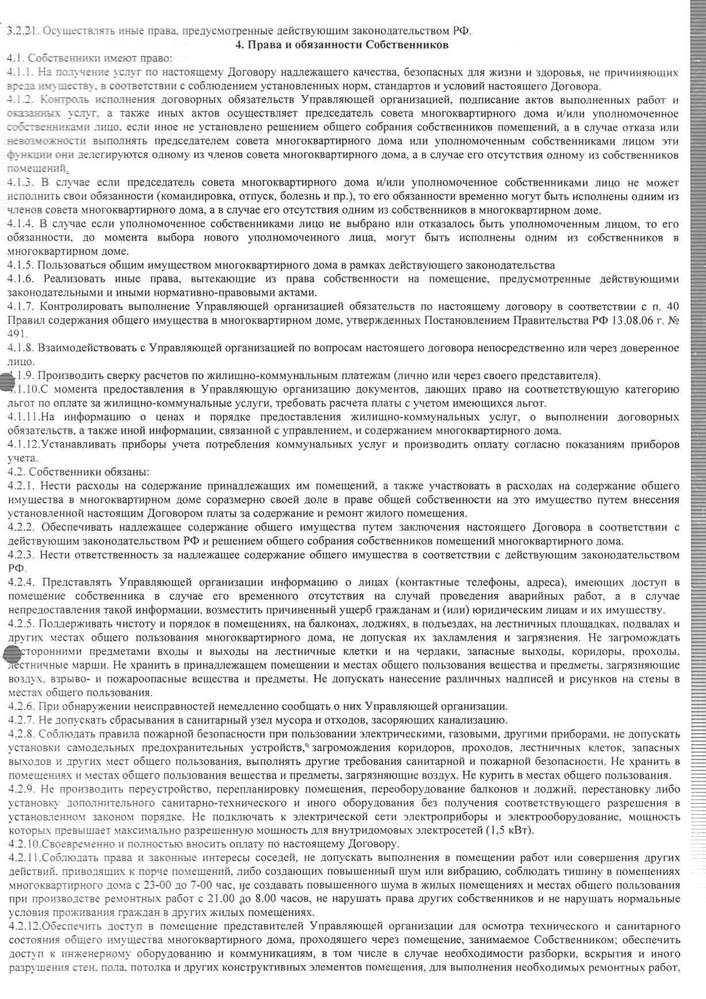 3.2.21. Осуществлять иные права, предусмотренные действующим законодательством РФ.
4. Права и обязанности Собственников
4.1. Собственники имеют право:
4.1.1. На получение услуг по настоящему Договору надлежащего качества, безопасных для жизни и здоровья, не причиняющих
вреда имуществу, в соответствии с соблюдением установленных норм, стандартов и условий настоящего Договора.
4.1.2. Контроль исполнения договорных обязательств Управляющей организацией, подписание актов выполненных работ и
оказанных услуг, а также иных актов осуществляет председатель совета многоквартирного дома и/или уполномоченное
собственниками лицо, если иное не установлено решением общего собрания собственников помещений, а в случае отказа или
невозможности выполнять председателем совета многоквартирного дома или уполномоченным собственниками лицом эти
функции они делегируются одному из членов совета многоквартирного дома, а в случае его отсутствия одному из собственников
помещений.
4.1.3. В случае если председатель совета многоквартирного дома и/или уполномоченное собственниками лицо не может
исполнить свои обязанности (командировка, отпуск, болезнь и пр.), то его обязанности временно могут быть исполнены одним из
членов совета многоквартирного дома, а в случае его отсутствия одним из собственников в многоквартирном доме.
4.1.4. В случае если уполномоченное собственниками лицо не выбрано или отказалось быть уполномоченным лицом, то его
обязанности, до момента выбора нового уполномоченного лица, могут быть исполнены одним из собственников в
многоквартирном доме.
4.1.5. Пользоваться общим имуществом многоквартирного дома в рамках действующего законодательства
4.1.6. Реализовать иные права, вытекающие из права собственности на помещение, предусмотренные действующими
законодательными и иными нормативно-правовыми актами.
4.1.7. Контролировать выполнение Управляющей организацией обязательств по настоящему договору в соответствии с п. 40
Правил содержания общего имущества в многоквартирном доме, утвержденных Постановлением Правительства РФ 13.08.06 г. №
491.
4.1.8. Взаимодействовать с Управляющей организацией по вопросам настоящего договора непосредственно или через доверенное
лицо.
.1.9. Производить сверку расчетов по жилищно-коммунальным платежам (лично или через своего представителя).
4.1.10.С момента предоставления в Управляющую организацию документов, дающих право на соответствующую категорию
льгот по оплате за жилищно-коммунальные услуги, требовать расчета платы с учетом имеющихся льгот.
4.1.11.На информацию о ценах и порядке предоставления жилищно-коммунальных услуг, о выполнении договорных
обязательств, а также иной информации, связанной с управлением, и содержанием многоквартирного дома.
4.1.12.Устанавливать приборы учета потребления коммунальных услуг и производить оплату согласно показаниям приборов
учета.
4.2. Собственники обязаны:
4.2.1. Нести расходы на содержание принадлежащих им помещений, а также участвовать в расходах на содержание общего
имущества в многоквартирном доме соразмерно своей доле в праве общей собственности на это имущество путем внесения
установленной настоящим Договором платы за содержание и ремонт жилого помещения.
4.2.2. Обеспечивать надлежащее содержание общего имущества путем заключения настоящего Договора в соответствии с
действующим законодательством РФ и решением общего собрания собственников помещений многоквартирного дома.
4.2.3. Нести ответственность за надлежащее содержание общего имущества в соответствии с действующим законодательством
РФ.
4.2.4. Представлять Управляющей организации информацию о лицах (контактные телефоны, адреса), имеющих доступ в
помещение собственника в случае его временного отсутствия на случай проведения аварийных работ, а в случае
непредоставления такой информации, возместить причиненный ущерб гражданам и (или) юридическим лицам и их имуществу.
4.2.5. Поддерживать чистоту и порядок в помещениях, на балконах, лоджиях, в подъездах, на лестничных площадках, подвалах и
других местах общего пользования многоквартирного дома, не допуская их захламления и загрязнения. Не загромождать
сторонними предметами входы и выходы на лестничные клетки и на чердаки, запасные выходы, коридоры, проходы,
лестничные марши. Не хранить в принадлежащем помещении и местах общего пользования вещества и предметы, загрязняющие
воздух, взрыво- и пожароопасные вещества и предметы. Не допускать нанесение различных надписей и рисунков на стены в
местах общего пользования.
4.2.6. При обнаружении неисправностей немедленно сообщать о них Управляющей организации.
4.2.7. Не допускать сбрасывания в санитарный узел мусора и отходов, засоряющих канализацию.
4.2.8. Соблюдать правила пожарной безопасности при пользовании электрическими, газовыми, другими приборами, не допускать
установки самодельных предохранительных устройств, загромождения коридоров, проходов, лестничных клеток, запасных
выходов и других мест общего пользования, выполнять другие требования санитарной и пожарной безопасности. Не хранить в
помещениях и местах общего пользования вещества и предметы, загрязняющие воздух. Не курить в местах общего пользования.
4.2.9. Не производить переустройство, перепланировку помещения, переоборудование балконов и лоджий, перестановку либо
установку дополнительного санитарно-технического и иного оборудования без получения соответствующего разрешения в
установленном законом порядке. Не подключать к электрической сети электроприборы и электрооборудование, мощность
которых превышает максимально разрешенную мощность для внутридомовых электросетей (1,5 кВт).
4.2.10.Своевременно и полностью вносить оплату по настоящему Договору.
4.2.11.Соблюдать права и законные интересы соседей, не допускать выполнения в помещении работ или совершения других
действий, приводящих к порче помещений, либо создающих повышенный шум или вибрацию, соблюдать тишину в помещениях
многоквартирного дома с 23-00 до 7-00 час, не создавать повышенного шума в жилых помещениях и местах общего пользования
при производстве ремонтных работ с 21.00 до 8.00 часов, не нарушать права других собственников и не нарушать нормальные
условия проживания граждан в других жилых помещениях.
4.2.12.Обеспечить доступ в помещение представителей Управляющей организации для осмотра технического и санитарного
состояния общего имущества многоквартирного дома, проходящего через помещение, занимаемое Собственником; обеспечить
доступ к инженерному оборудованию и коммуникациям, в том числе в случае необходимости разборки, вскрытия и иного
разрушения стен, пола, потолка и других конструктивных элементов помещения, для выполнения необходимых ремонтных работ,